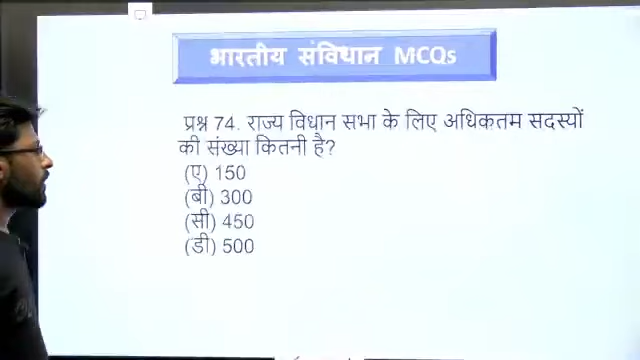 भारतीय संविधान MCQs
प्रश्न 74. राज्य विधान सभा के लिए अधिकतम सदस्यों
की संख्या कितनी है?
(ए) 150
(बी) 300
(सी) 450
(डी) 500